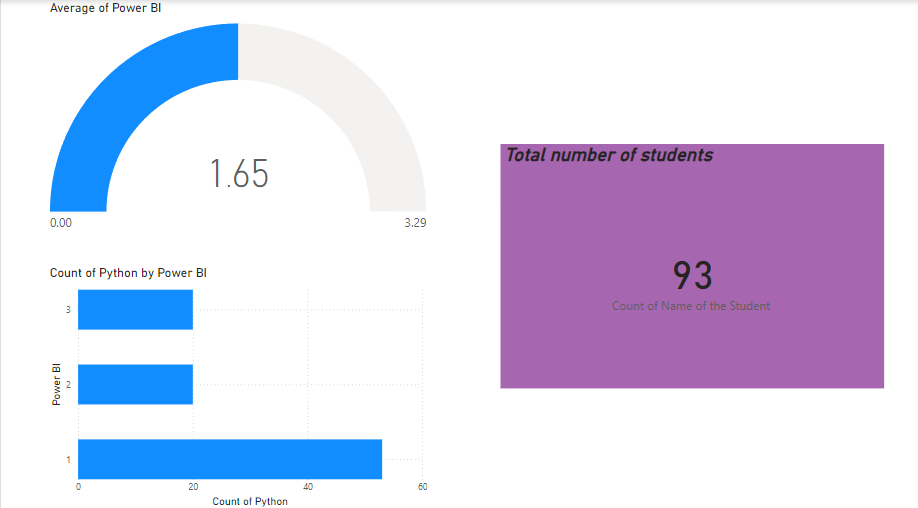 Average of Power BI
1.65
0.00
3.29
Total number of students
93
Count of Name of the Student
Count of Python by Power BI
3
2
1
Power BI
0
20
40
60
Count of Python